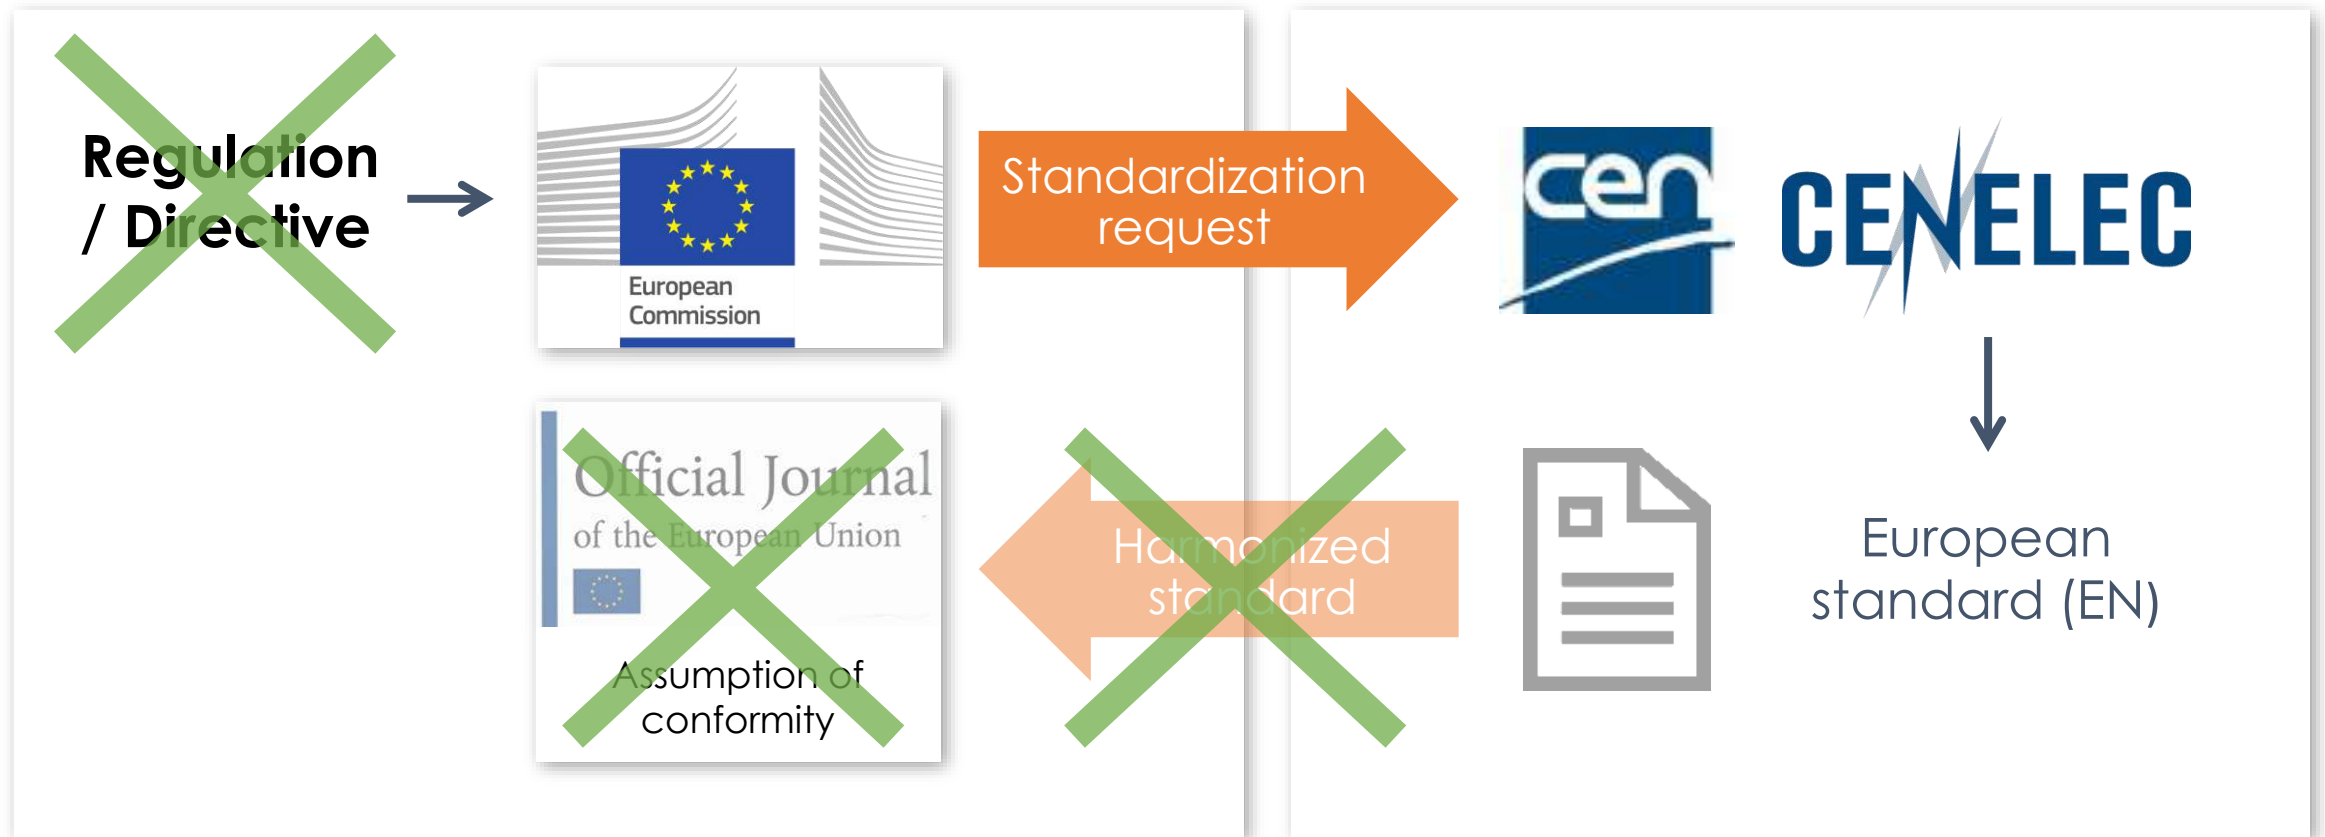 Regulation
/ Directive
European
Commission
Standardization
request
cen
CENELEC
Official Journal
of the European Union
Assumption of
conformity
Harmonized
standard
European
standard (EN)